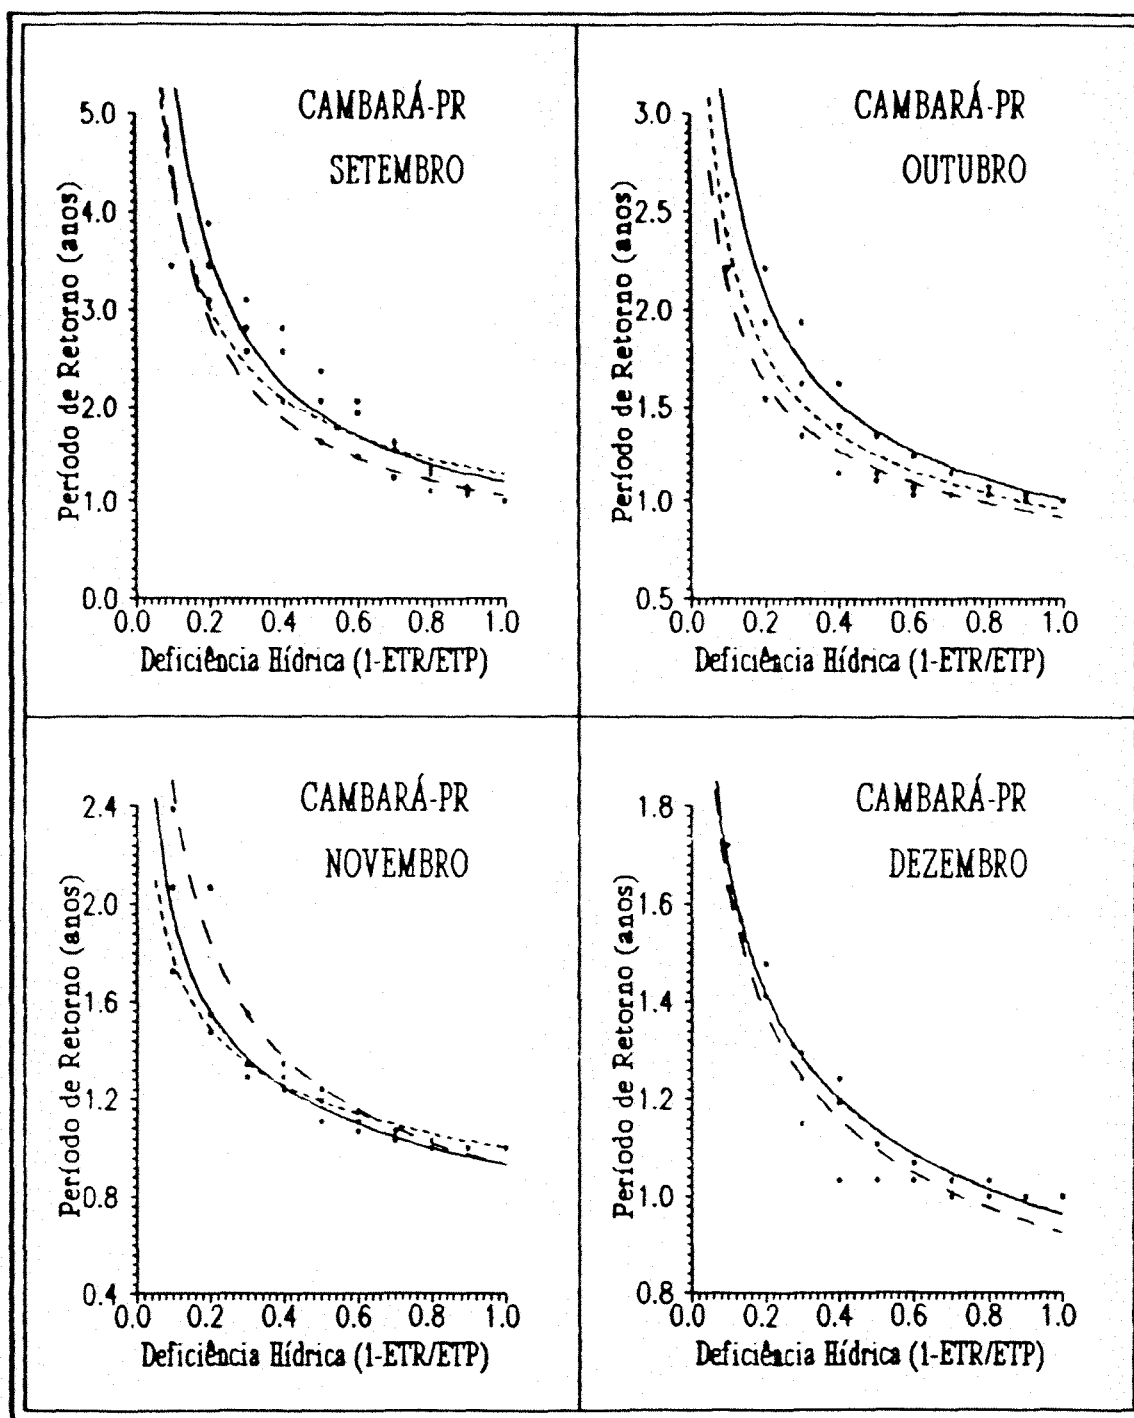 CAMBARÁ-PR
SETEMBRO
Período de Retorno (anos)
5.0
4.0
3.0
2.0
1.0
0.0
0.0 0.2 0.4 0.6 0.8 1.0
Deficiência Hídrica (1-ETR/ETP)
CAMBARÁ-PR
OUTUBRO
Período de Retorno (anos)
3.0
2.5
2.0
1.5
1.0
0.5
0.0 0.2 0.4 0.6 0.8 1.0
Deficiência Hídrica (1-ETR/ETP)
CAMBARÁ-PR
NOVEMBRO
Período de Retorno (anos)
2.4
2.0
1.6
1.2
0.8
0.4
0.0 0.2 0.4 0.6 0.8 1.0
Deficiência Hídrica (1-ETR/ETP)
CAMBARÁ-PR
DEZEMBRO
Período de Retorno (anos)
1.8
1.6
1.4
1.2
1.0
0.8
0.0 0.2 0.4 0.6 0.8 1.0
Deficiência Hídrica (1-ETR/ETP)